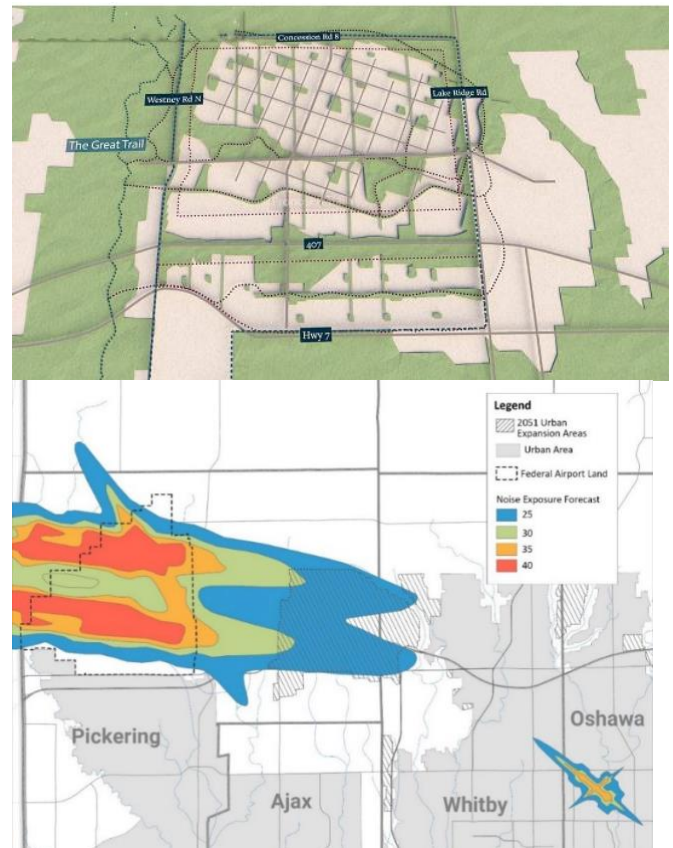 Concession Rd 8
Westney Rd N
Lake Ridge Rd
The Great Trail
407
Hwy 7
Legend
2051 Urban
Expansion Areas
Urban Area
Federal Airport Land
Noise Exposure Forecast
25
30
35
40
Pickering
Oshawa
Ajax
Whitby